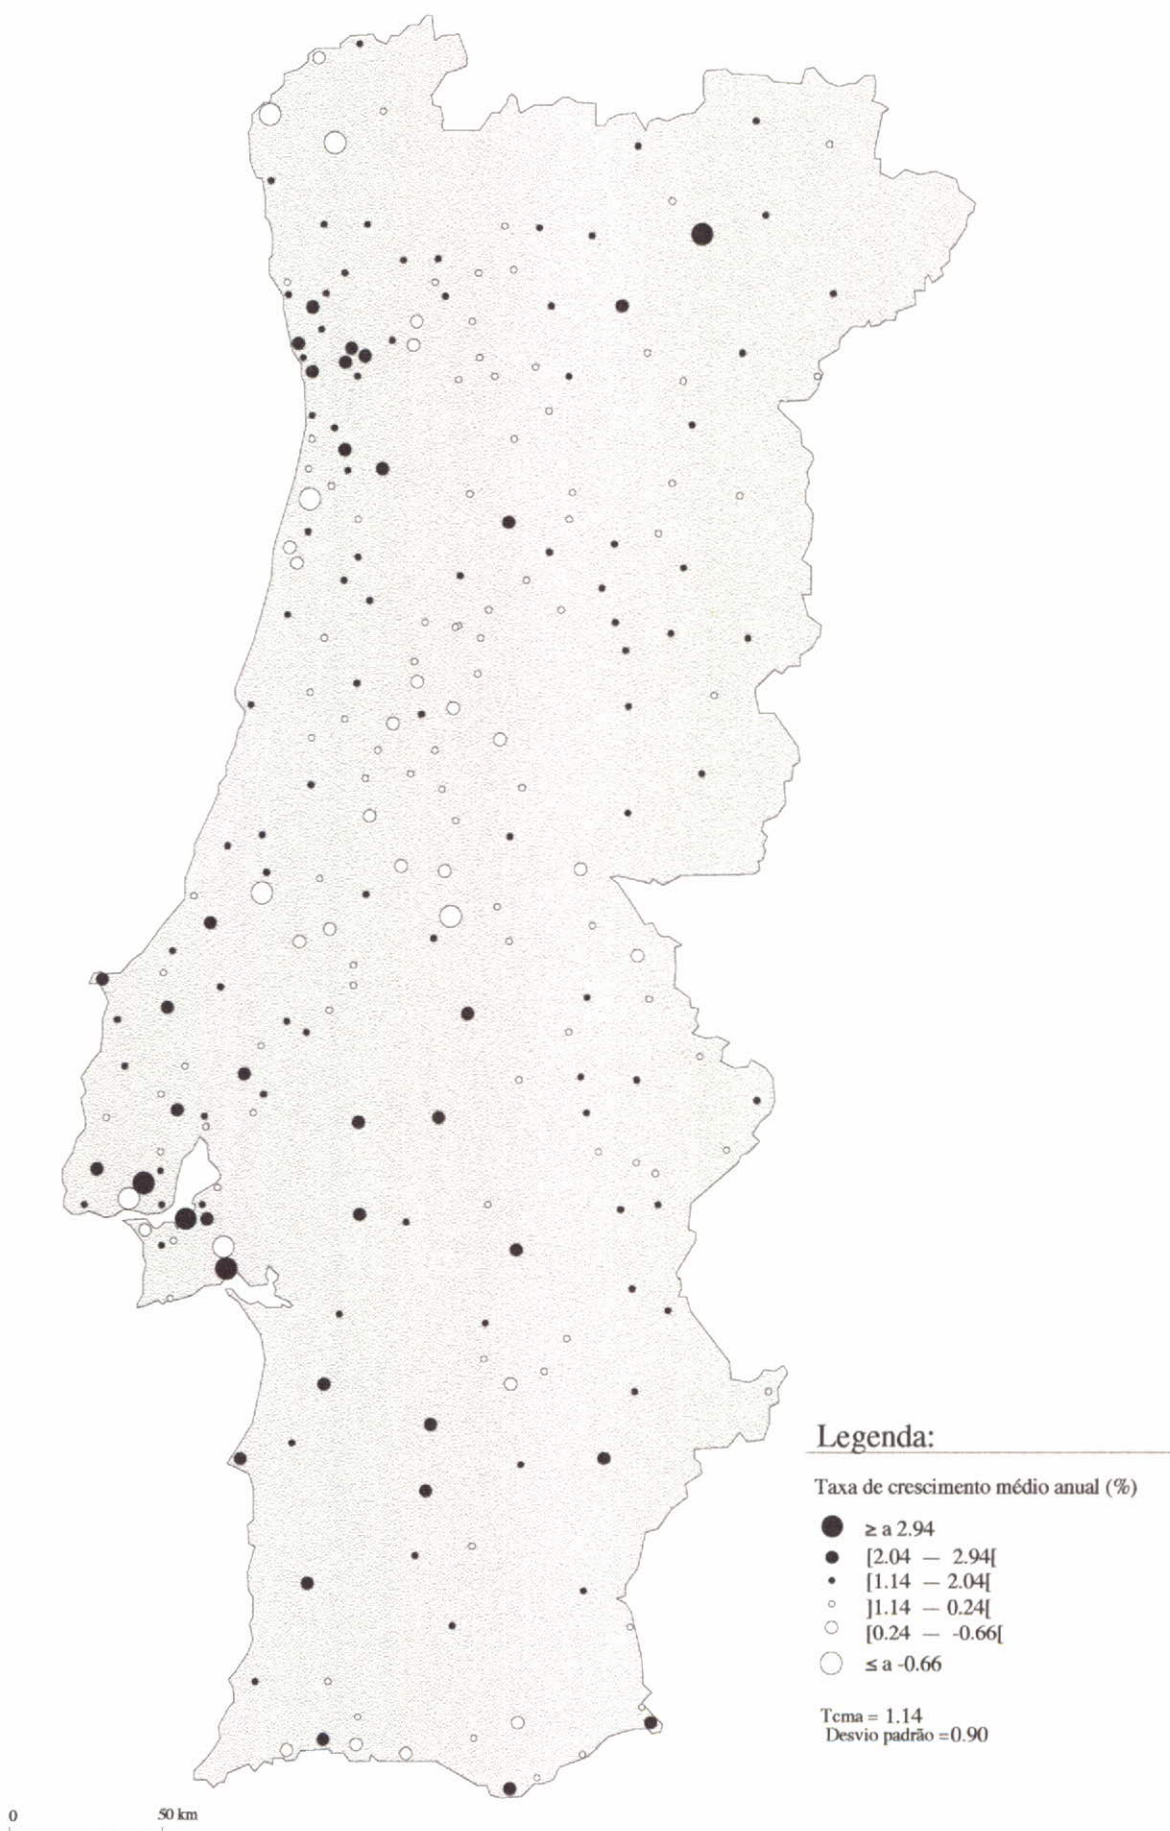 Legenda:
Taxa de crescimento médio anual (%)
≥ a 2.94
[2.04 — 2.94[
[1.14 — 2.04[
]1.14 — 0.24[
[0.24 — -0.66[
≤ a -0.66
Tcma = 1.14
Desvio padrão =0.90
0 50 km